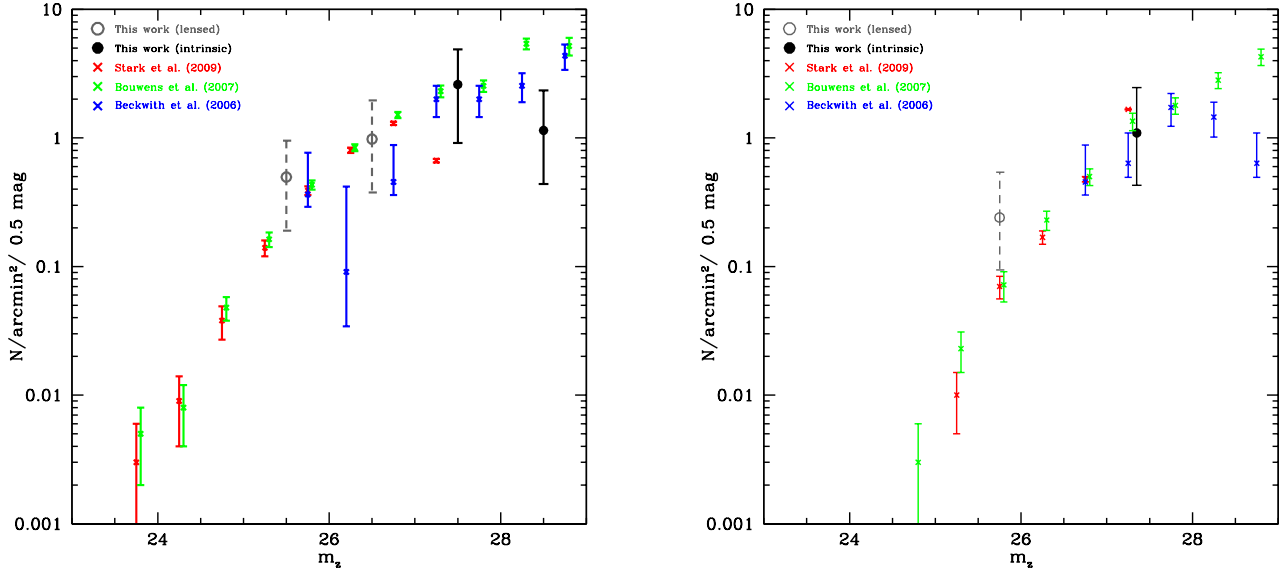 10
This work (lensed)
This work (intrinsic)
Stark et al. (2009)
Bouwens et al. (2007)
Beckwith et al. (2006)
1
0.1
0.01
0.001
N/arcmin²/ 0.5 mag
24
26
28
m_z
10
This work (lensed)
This work (intrinsic)
Stark et al. (2009)
Bouwens et al. (2007)
Beckwith et al. (2006)
1
0.1
0.01
0.001
N/arcmin²/ 0.5 mag
24
26
28
m_z